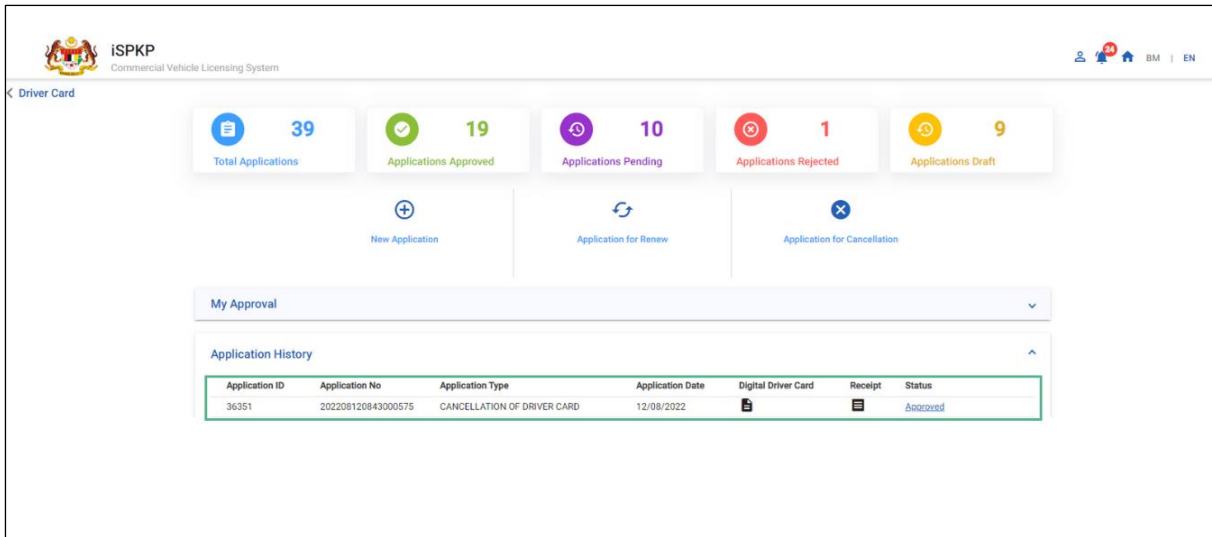 iSPKP
Commercial Vehicle Licensing System
24
BM | EN
Driver Card
39
Total Applications
19
Applications Approved
10
Applications Pending
1
Applications Rejected
9
Applications Draft
New Application
Application for Renew
Application for Cancellation
My Approval
Application History
Application ID Application No Application Type Application Date Digital Driver Card Receipt Status
36351 202208120843000575 CANCELLATION OF DRIVER CARD 12/08/2022 Approved